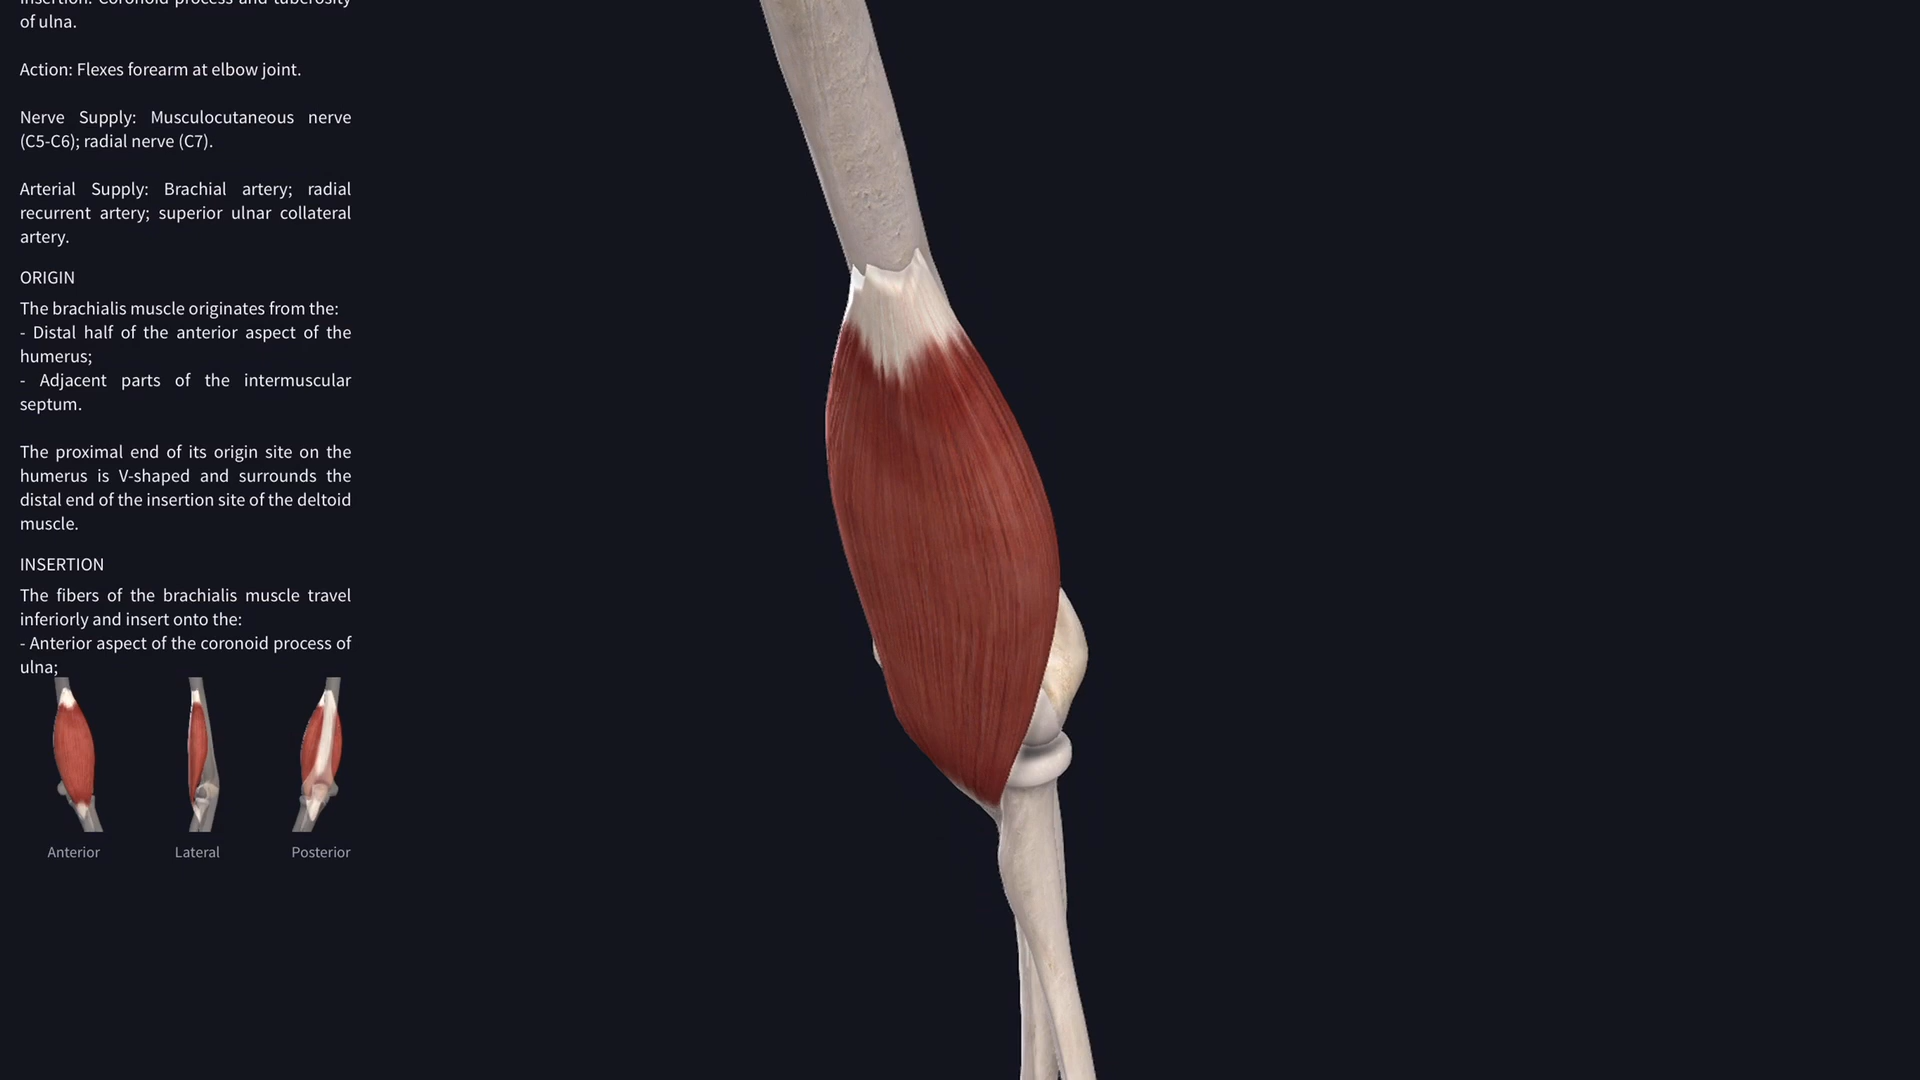 Insertion: Coronoid process and tuberosity
of ulna.
Action: Flexes forearm at elbow joint.
Nerve Supply: Musculocutaneous nerve
(C5-C6); radial nerve (C7).
Arterial Supply: Brachial artery; radial
recurrent artery; superior ulnar collateral
artery.
ORIGIN
The brachialis muscle originates from the:
- Distal half of the anterior aspect of the
humerus;
- Adjacent parts of the intermuscular
septum.
The proximal end of its origin site on the
humerus is V-shaped and surrounds the
distal end of the insertion site of the deltoid
muscle.
INSERTION
The fibers of the brachialis muscle travel
inferiorly and insert onto the:
- Anterior aspect of the coronoid process of
ulna;
Anterior
Lateral
Posterior